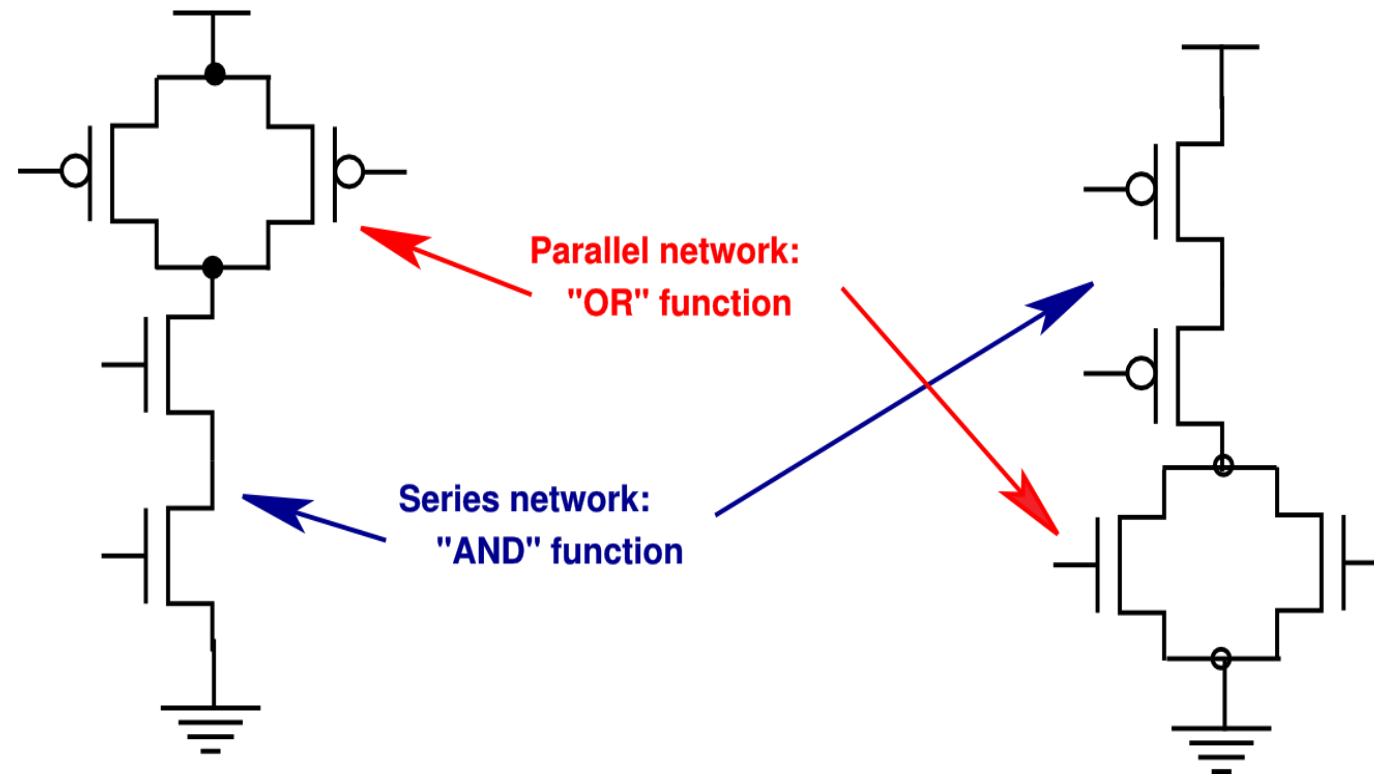 Parallel network:
"OR" function
Series network:
"AND" function